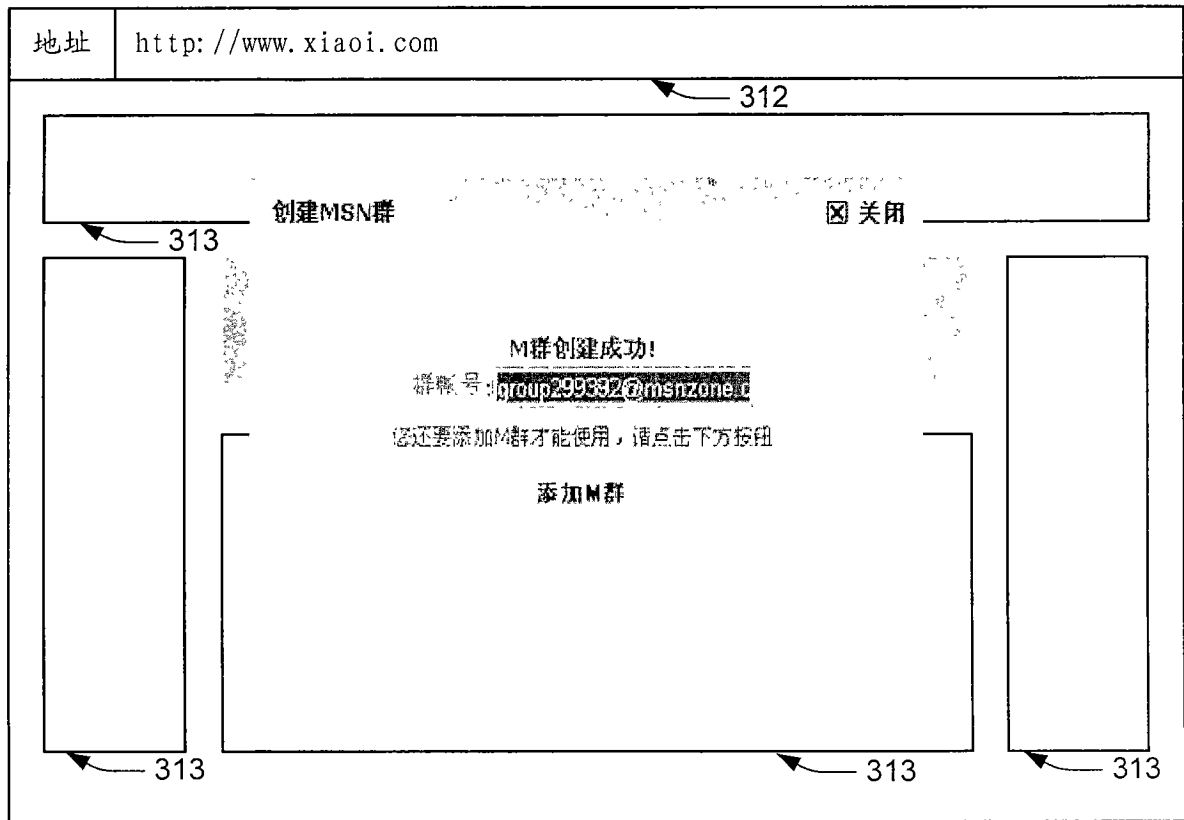 地址 http://www.xiaoi.com
312
创建MSN群 关闭
313
M群创建成功!
群帐号:group299392@msnzone.c
您还要添加M群才能使用,请点击下方按钮
添加M群
313 313 313